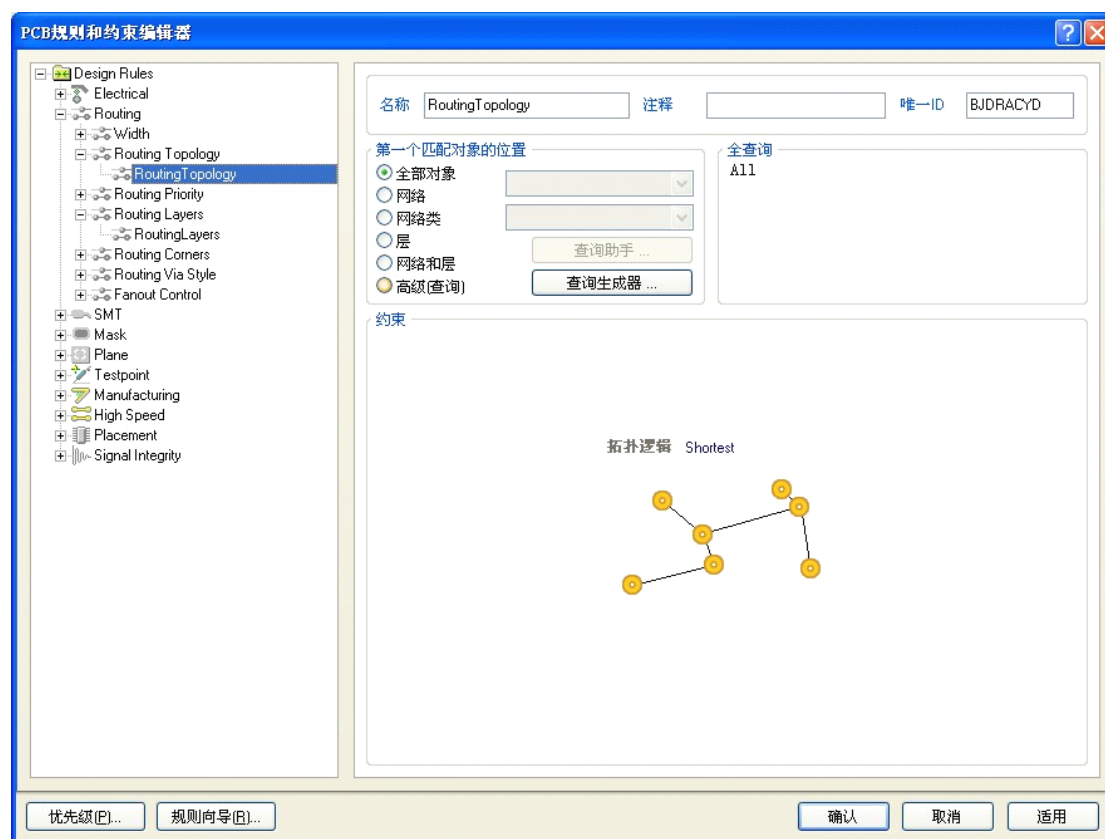 PCB规则和约束编辑器
Design Rules
Electrical
Routing
Width
Routing Topology
RoutingTopology
Routing Priority
Routing Layers
RoutingLayers
Routing Corners
Routing Via Style
Fanout Control
SMT
Mask
Plane
Testpoint
Manufacturing
High Speed
Placement
Signal Integrity
名称 RoutingTopology 注释 唯一ID BJDRACYD
第一个匹配对象的位置
全部对象
网络
网络类
层
网络和层
高级(查询)
查询助手 ...
查询生成器 ...
全查询
All
约束
拓扑逻辑 Shortest
优先级(P)... 规则向导(R)... 确认 取消 适用